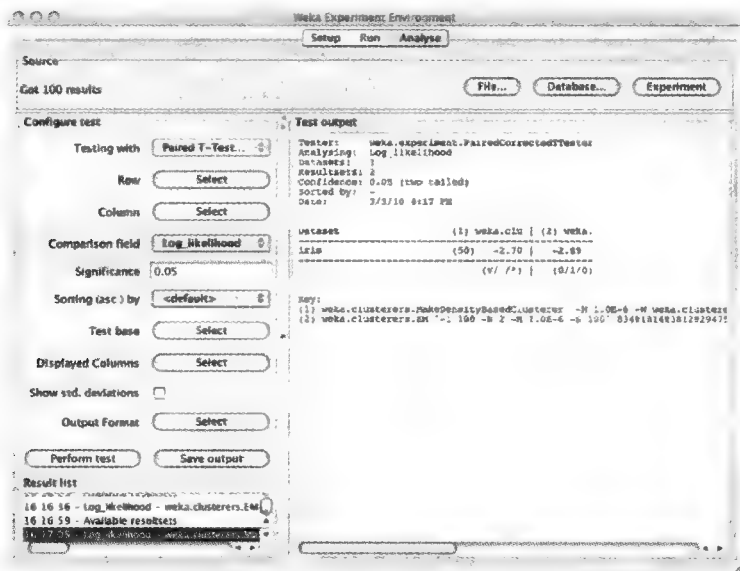 Weka Experiment Environment
Setup Run Analyse
Source
Got 100 results
File... Database... Experiment
Configure test
Testing with Paired T-Test...
Row Select
Column Select
Comparison field Log_likelihood
Significance 0.05
Sorting (asc.) by <default>
Test base Select
Displayed Columns Select
Show std. deviations
Output Format Select
Perform test Save output
Result list
16 16 56 - Log_likelihood - weka.clusterers.EM
16 16 59 - Available resultsets
Test output
Tester: weka.experiment.PairedCorrectedTTester
Analysing: Log_likelihood
Datasets: 1
Resultsets: 2
Confidence: 0.05 (two tailed)
Sorted by: -
Date: 6:17 PM
Dataset (1) weka.clu | (2) weka.
iris (50) -2.70 | -2.89
(v/ /*) | (0/1/0)
Key:
(1) weka.clusterers.MakeDensityBasedClusterer -M 1.0E-6 -W weka.clustere
(2) weka.clusterers.EM '-I 100 -N 2 -M 1.0E-6 -S 100'